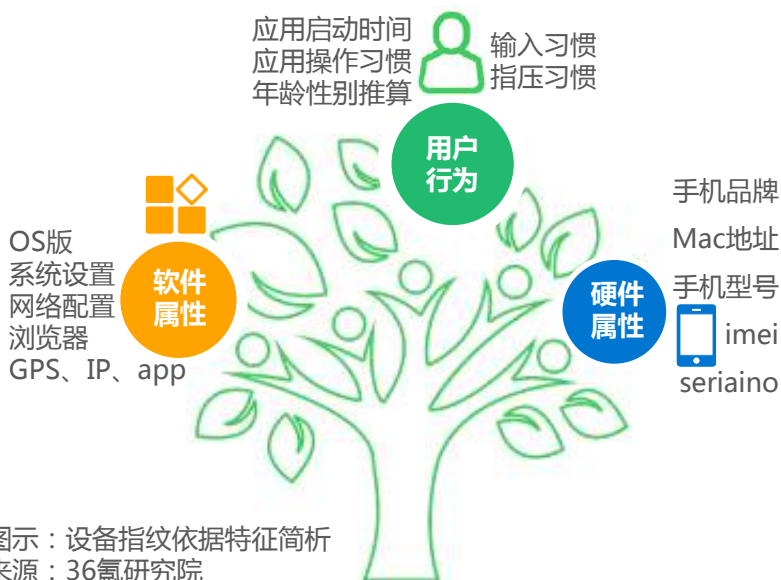 应用启动时间
应用操作习惯
年龄性别推算
输入习惯
指压习惯
用户
行为
OS版
系统设置
网络配置
浏览器
GPS、IP、app
软件
属性
硬件
属性
手机品牌
Mac地址
手机型号
imei
seriaino
图示：设备指纹依据特征简析
来源：36氪研究院